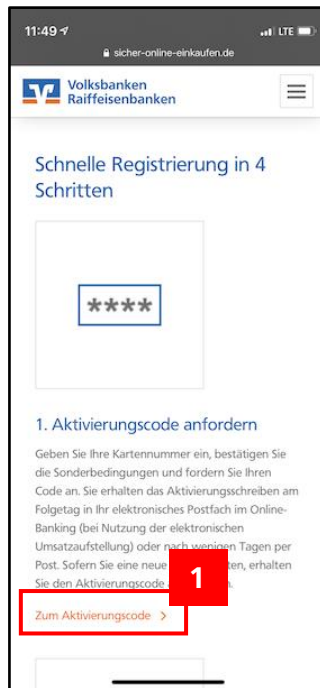 11:49
LTE
sicher-online-einkaufen.de
Volksbanken
Raiffeisenbanken
Schnelle Registrierung in 4
Schritten
****
1. Aktivierungscode anfordern
Geben Sie Ihre Kartennummer ein, bestätigen Sie
die Sonderbedingungen und fordern Sie Ihren
Code an. Sie erhalten das Aktivierungsschreiben am
Folgetag in Ihr elektronisches Postfach im Online-
Banking (bei Nutzung der elektronischen
Umsatzaufstellung) oder nach wenigen Tagen per
Post. Sofern Sie eine neue ten, erhalten
Sie den Aktivierungscode
1
Zum Aktivierungscode >